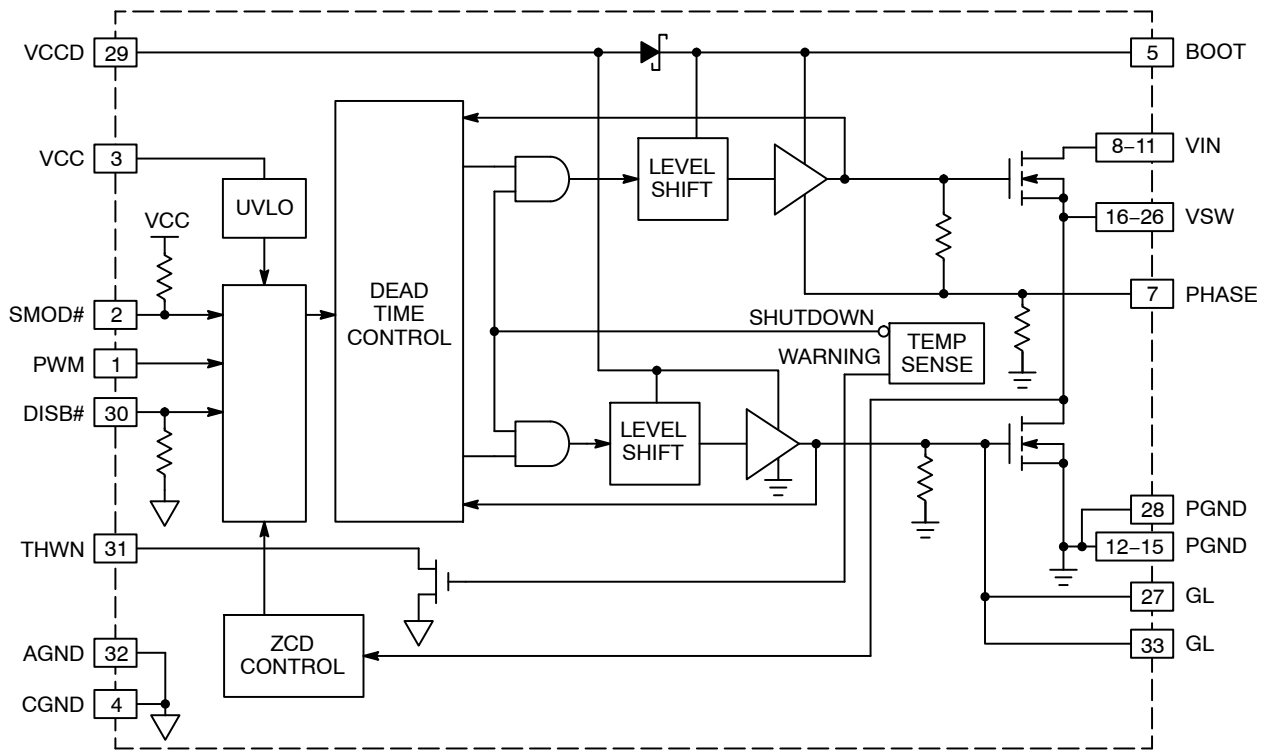 VCCD 29
5 BOOT
VCC 3
8–11 VIN
LEVEL
SHIFT
UVLO
VCC
16–26 VSW
DEAD
TIME
CONTROL
7 PHASE
SMOD# 2
SHUTDOWN
TEMP
SENSE
WARNING
PWM 1
DISB# 30
LEVEL
SHIFT
28 PGND
THWN 31
12–15 PGND
27 GL
ZCD
CONTROL
33 GL
AGND 32
CGND 4